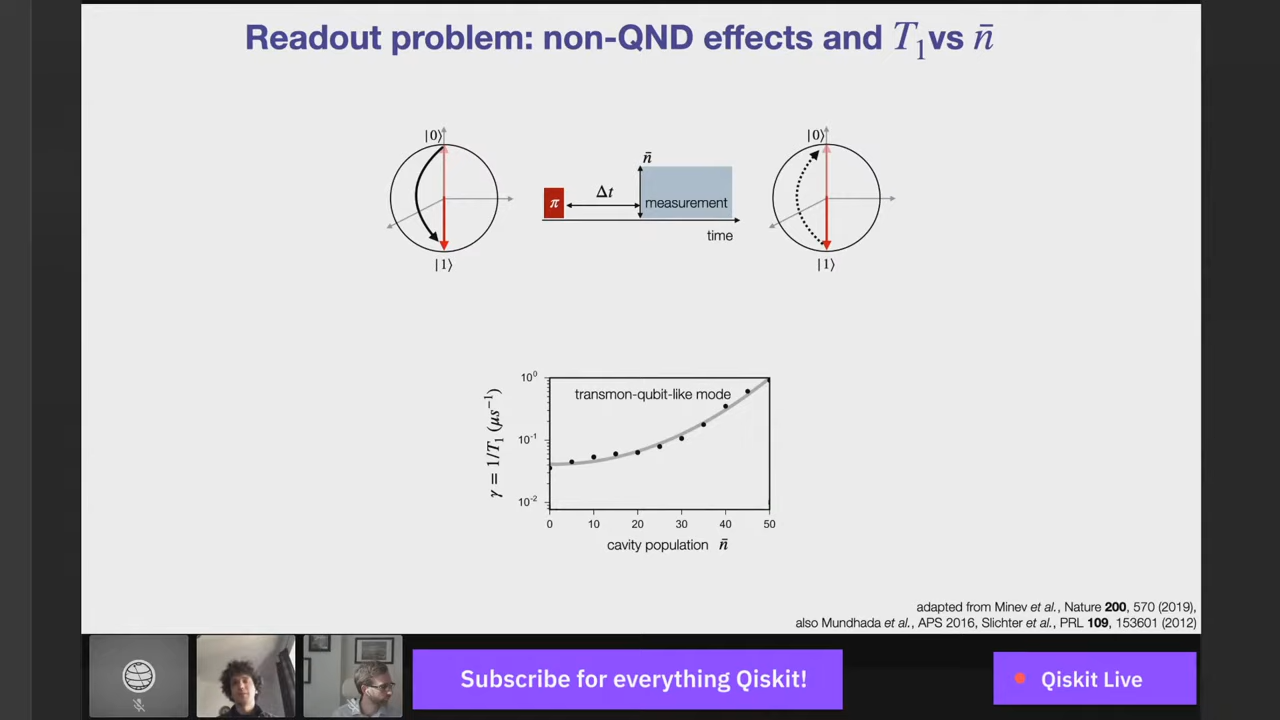 Readout problem: non-QND effects and T₁ vs n̄
|0⟩
|1⟩
π
Δt
n̄
measurement
time
|0⟩
|1⟩
transmon-qubit-like mode
γ = 1/T₁ (μs⁻¹)
10⁰
10⁻¹
10⁻²
0 10 20 30 40 50
cavity population n̄
adapted from Minev et al., Nature 200, 570 (2019),
also Mundhada et al., APS 2016, Slichter et al., PRL 109, 153601 (2012)
Subscribe for everything Qiskit!
Qiskit Live